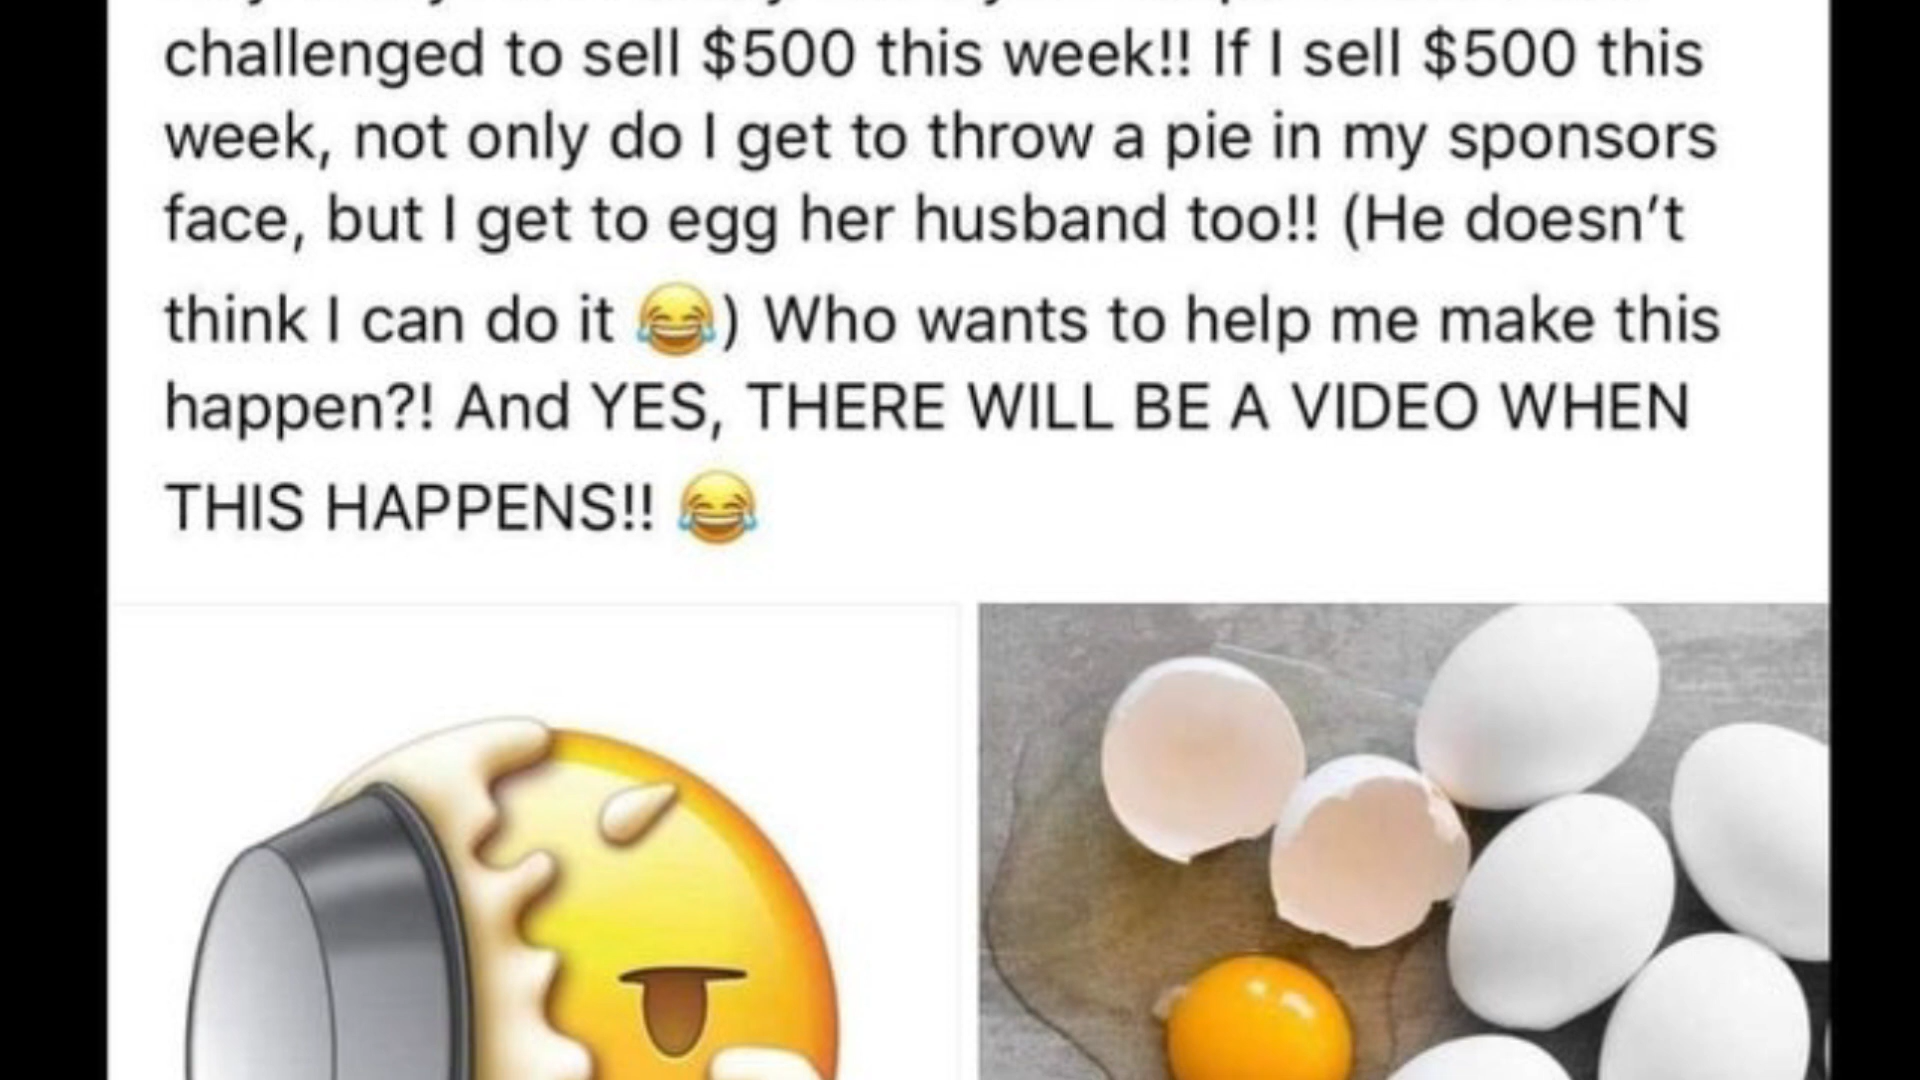 challenged to sell $500 this week!! If I sell $500 this
week, not only do I get to throw a pie in my sponsors
face, but I get to egg her husband too!! (He doesn’t
think I can do it 😂) Who wants to help me make this
happen?! And YES, THERE WILL BE A VIDEO WHEN
THIS HAPPENS!! 😂